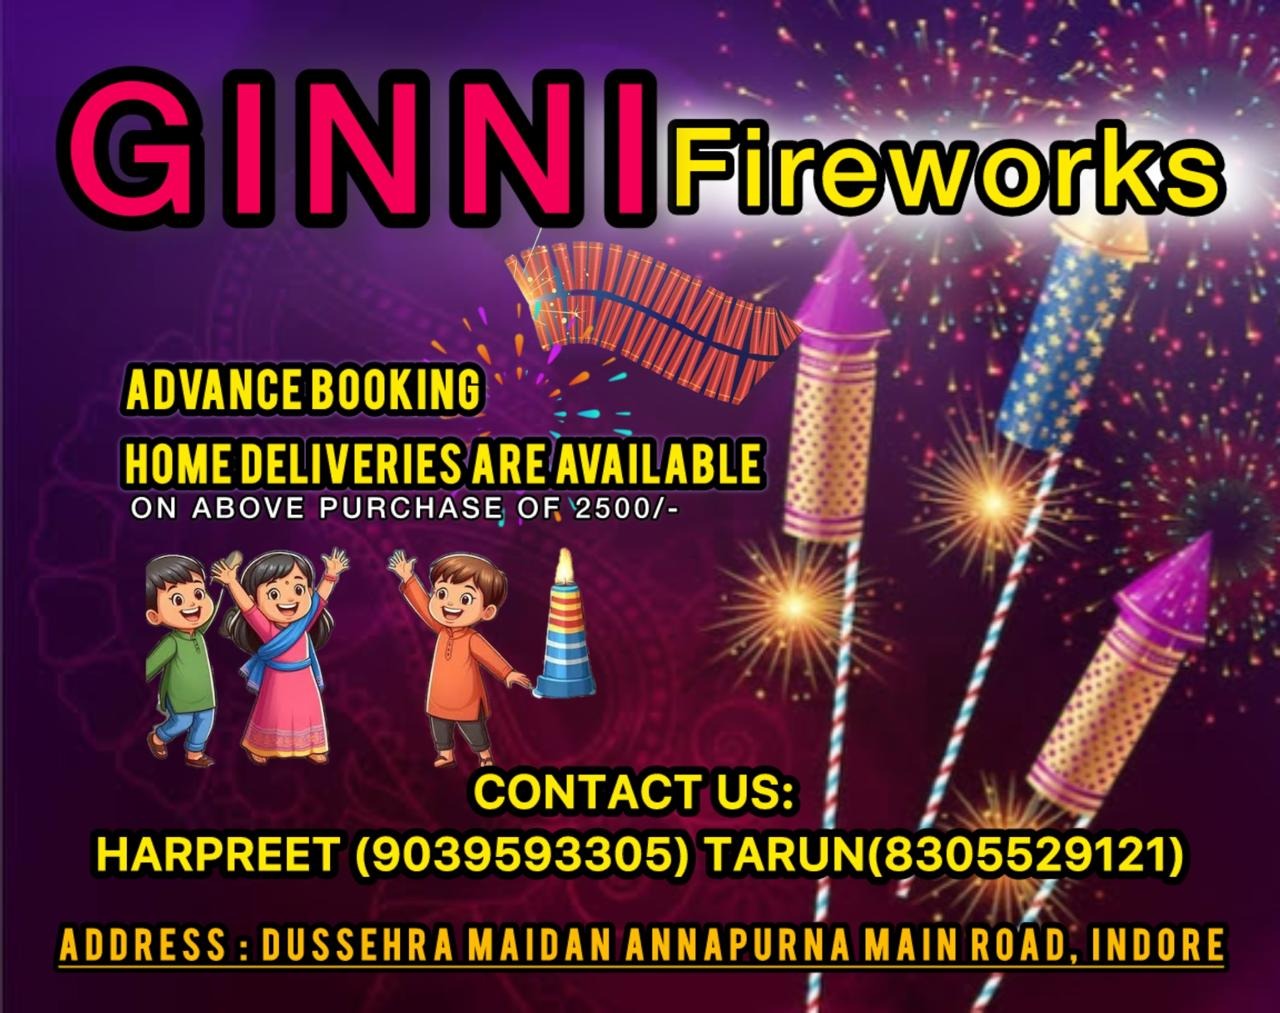 GINNI Fireworks
ADVANCE BOOKING
HOME DELIVERIES ARE AVAILABLE
ON ABOVE PURCHASE OF 2500/-
CONTACT US:
HARPREET (9039593305) TARUN(8305529121)
ADDRESS : DUSSEHRA MAIDAN ANNAPURNA MAIN ROAD, INDORE